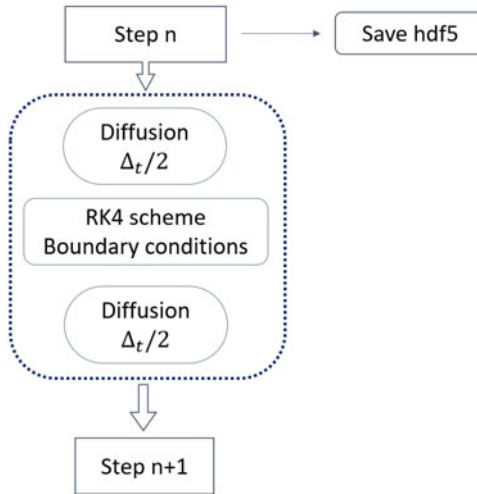 Step n
Save hdf5
Diffusion
Δₜ/2
RK4 scheme
Boundary conditions
Diffusion
Δₜ/2
Step n+1